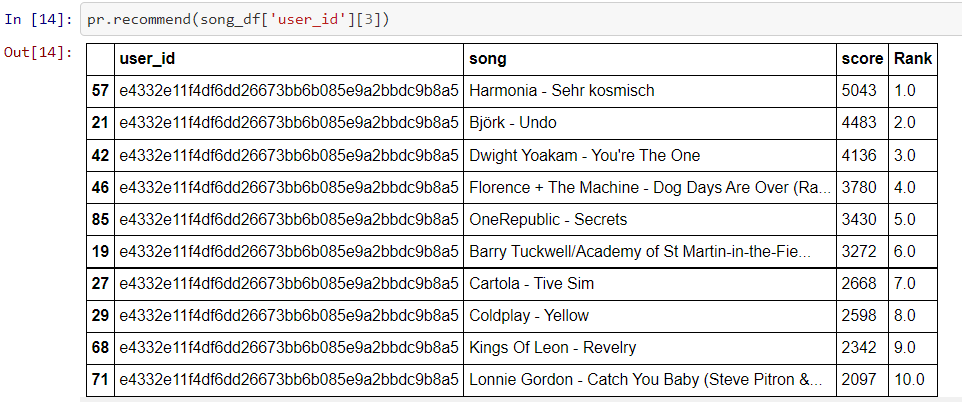 In [14]: pr.recommend(song_df['user_id'][3])
Out[14]:
user_id song score Rank
57 e4332e11f4df6dd26673bb6b085e9a2bbdc9b8a5 Harmonia - Sehr kosmisch 5043 1.0
21 e4332e11f4df6dd26673bb6b085e9a2bbdc9b8a5 Björk - Undo 4483 2.0
42 e4332e11f4df6dd26673bb6b085e9a2bbdc9b8a5 Dwight Yoakam - You're The One 4136 3.0
46 e4332e11f4df6dd26673bb6b085e9a2bbdc9b8a5 Florence + The Machine - Dog Days Are Over (Ra... 3780 4.0
85 e4332e11f4df6dd26673bb6b085e9a2bbdc9b8a5 OneRepublic - Secrets 3430 5.0
19 e4332e11f4df6dd26673bb6b085e9a2bbdc9b8a5 Barry Tuckwell/Academy of St Martin-in-the-Fie... 3272 6.0
27 e4332e11f4df6dd26673bb6b085e9a2bbdc9b8a5 Cartola - Tive Sim 2668 7.0
29 e4332e11f4df6dd26673bb6b085e9a2bbdc9b8a5 Coldplay - Yellow 2598 8.0
68 e4332e11f4df6dd26673bb6b085e9a2bbdc9b8a5 Kings Of Leon - Revelry 2342 9.0
71 e4332e11f4df6dd26673bb6b085e9a2bbdc9b8a5 Lonnie Gordon - Catch You Baby (Steve Pitron &... 2097 10.0